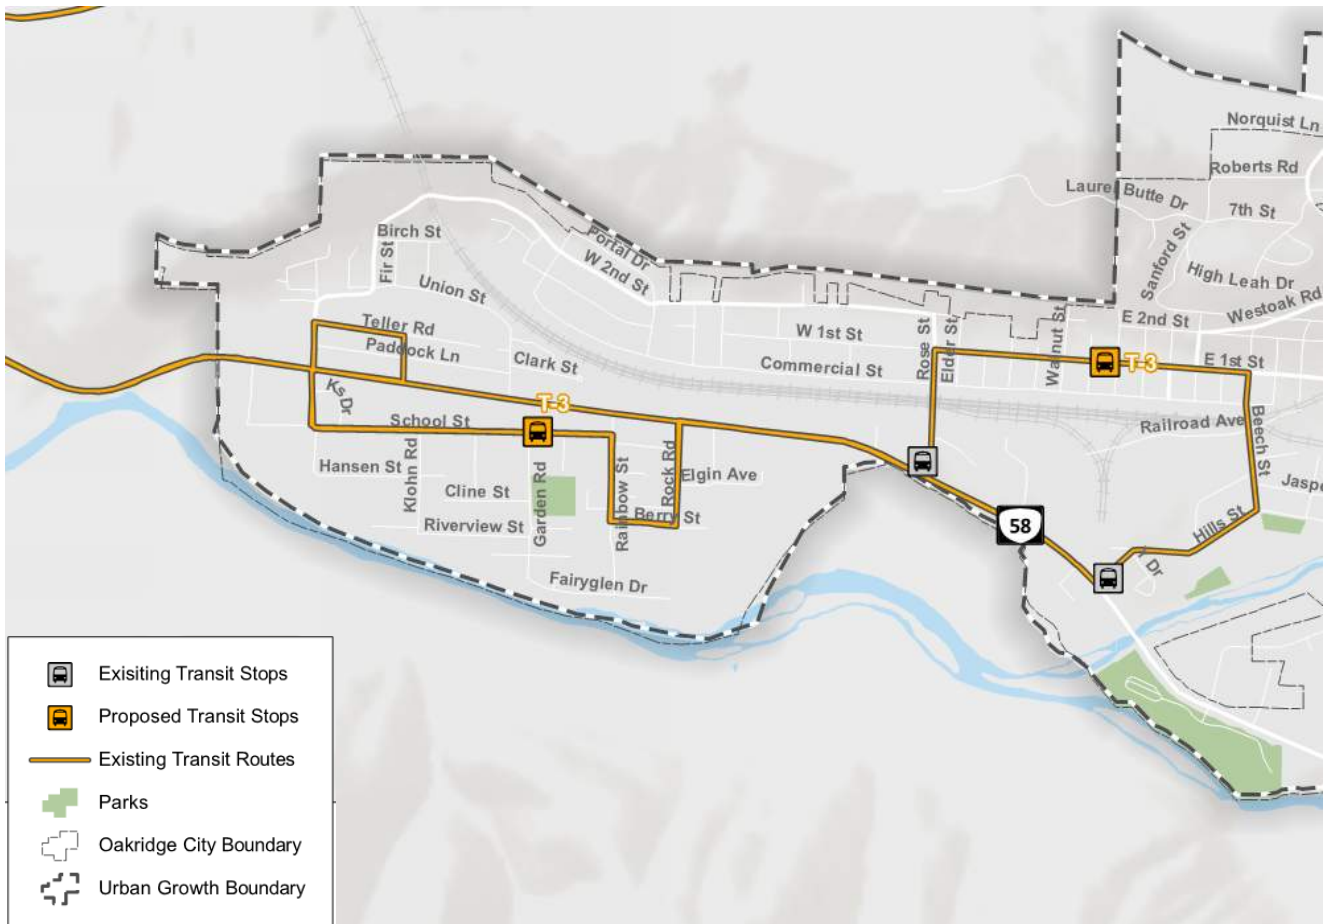 Norquist Ln
Roberts Rd
Laurel Butte Dr
7th St
Sanford St
Birch St
Fir St
Portal Dr
W 2nd St
High Leah Dr
Westoak Rd
Union St
Teller Rd
Paddock Ln
Clark St
W 1st St
Commercial St
Rose St
Elder St
Walnut St
E 2nd St
E 1st St
T-3
Ks Dr
T-3
School St
Railroad Ave
Beech St
Hansen St
Klohn Rd
Cline St
Garden Rd
Rainbow St
Rock Rd
Elgin Ave
Jaspe
Riverview St
Berry St
58
Hills St
Dr
Fairyglen Dr
Exisiting Transit Stops
Proposed Transit Stops
Existing Transit Routes
Parks
Oakridge City Boundary
Urban Growth Boundary